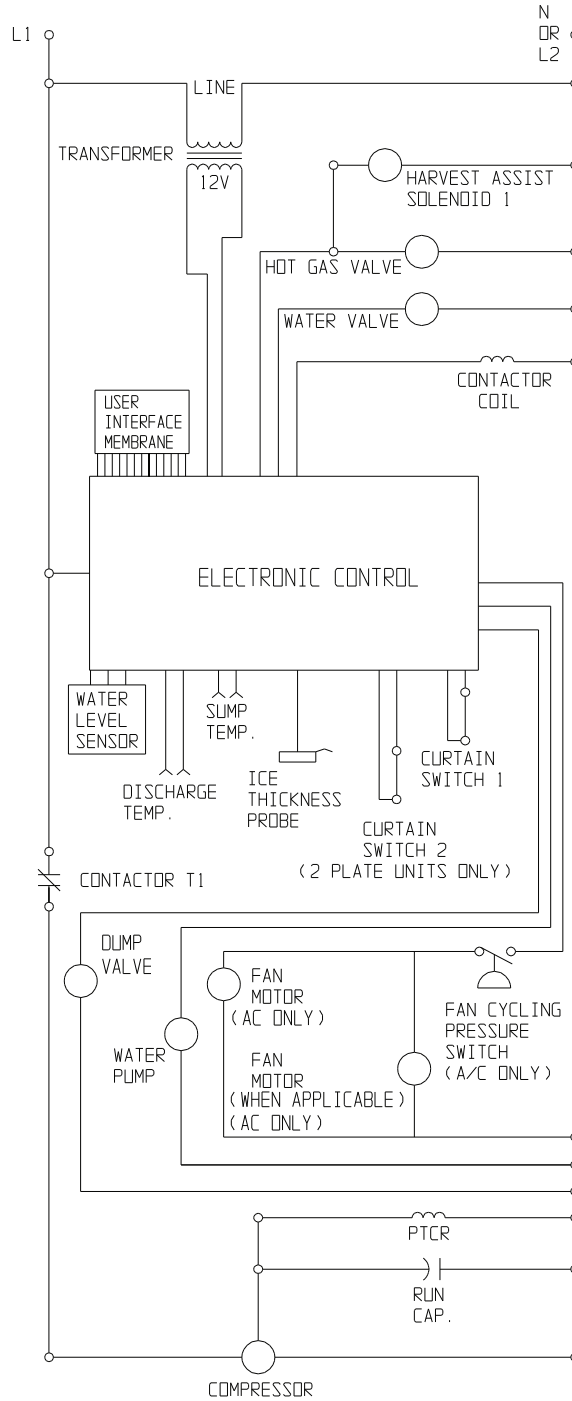 N
L1
OR
L2
LINE
TRANSFORMER
12V
HARVEST ASSIST
SOLENOID 1
HOT GAS VALVE
WATER VALVE
CONTACTOR
COIL
USER
INTERFACE
MEMBRANE
ELECTRONIC CONTROL
WATER
LEVEL
SENSOR
SUMP
TEMP.
DISCHARGE
TEMP.
ICE
THICKNESS
PROBE
CURTAIN
SWITCH 1
CURTAIN
SWITCH 2
(2 PLATE UNITS ONLY)
CONTACTOR T1
DUMP
VALVE
FAN
MOTOR
(AC ONLY)
FAN CYCLING
PRESSURE
SWITCH
(A/C ONLY)
WATER
PUMP
FAN
MOTOR
(WHEN APPLICABLE)
(AC ONLY)
PTCR
RUN
CAP.
COMPRESSOR